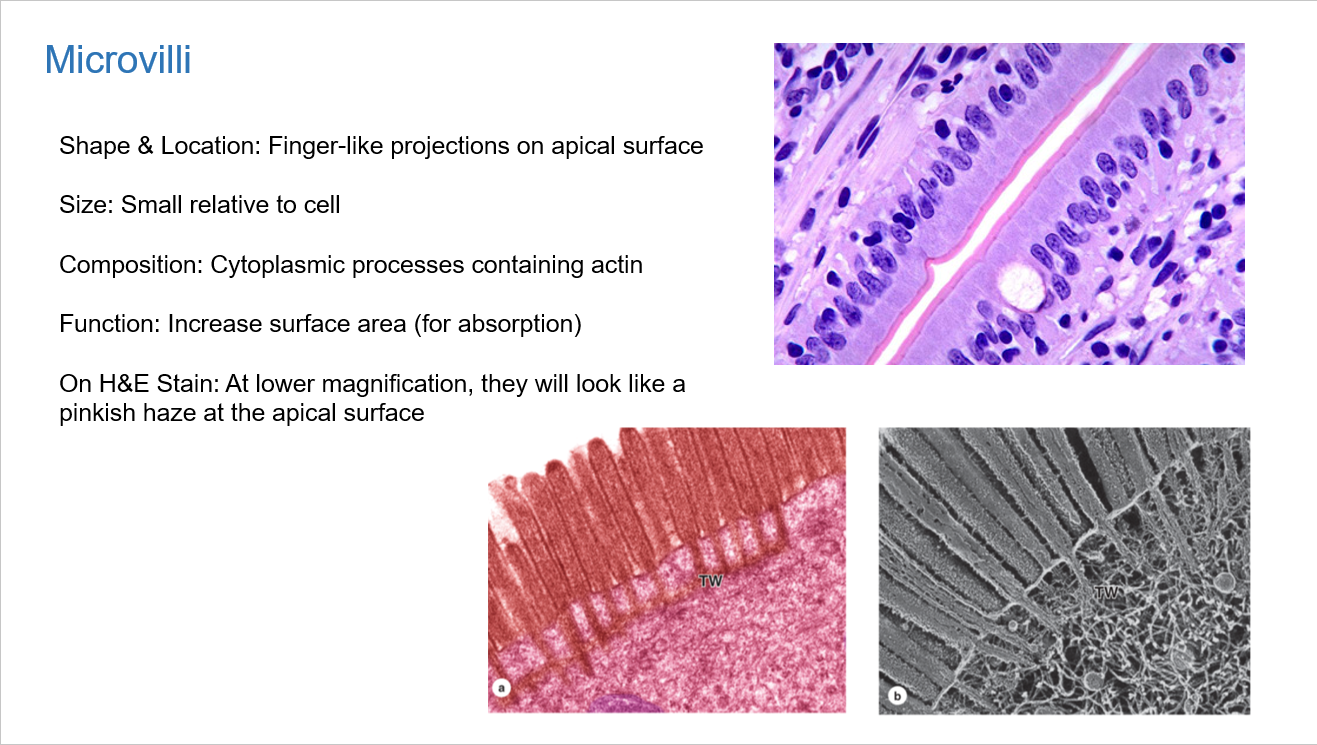 Microvilli
Shape & Location: Finger-like projections on apical surface
Size: Small relative to cell
Composition: Cytoplasmic processes containing actin
Function: Increase surface area (for absorption)
On H&E Stain: At lower magnification, they will look like a
pinkish haze at the apical surface
TW
a
TW
b